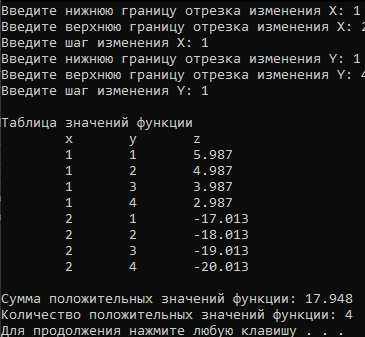 Введите нижнюю границу отрезка изменения X: 1
Введите верхнюю границу отрезка изменения X: 2
Введите шаг изменения X: 1
Введите нижнюю границу отрезка изменения Y: 1
Введите верхнюю границу отрезка изменения Y: 4
Введите шаг изменения Y: 1
Таблица значений функции
x y z
1 1 5.987
1 2 4.987
1 3 3.987
1 4 2.987
2 1 -17.013
2 2 -18.013
2 3 -19.013
2 4 -20.013
Сумма положительных значений функции: 17.948
Количество положительных значений функции: 4
Для продолжения нажмите любую клавишу . . .